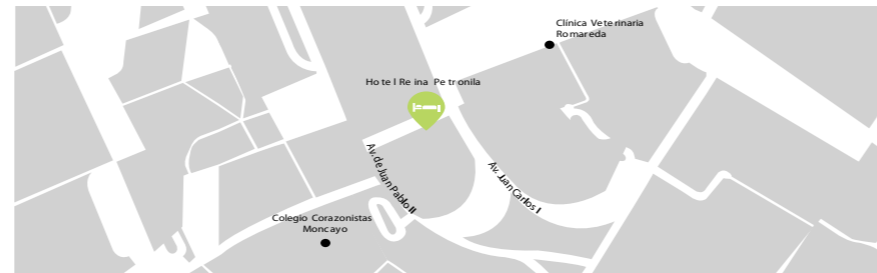 Clínica Veterinaria
Romareda
Hotel Reina Petronila
Av. de Juan Pablo II
Av. Juan Carlos I
Colegio Corazonistas
Moncayo